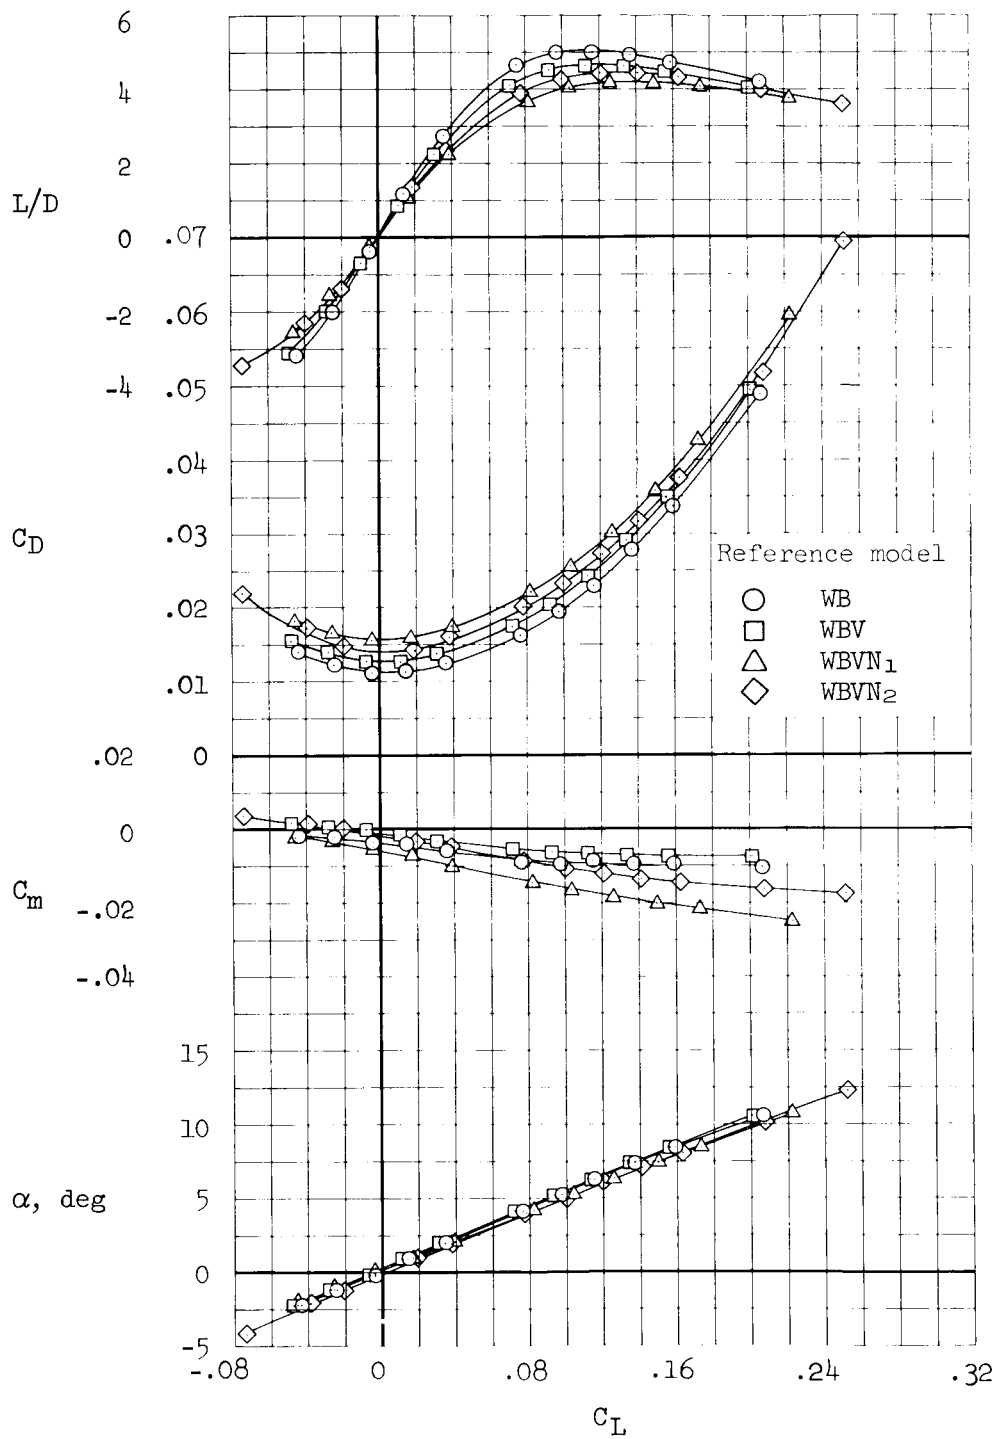 6
4
2
L/D
0 .07
-2 .06
-4 .05
.04
.03
C_D
.02
.01
.02 0
0
C_m
-.02
-.04
15
10
α, deg
5
0
-5
-.08 0 .08 .16 .24 .32
C_L
Reference model
WB
WBV
WBVN₁
WBVN₂